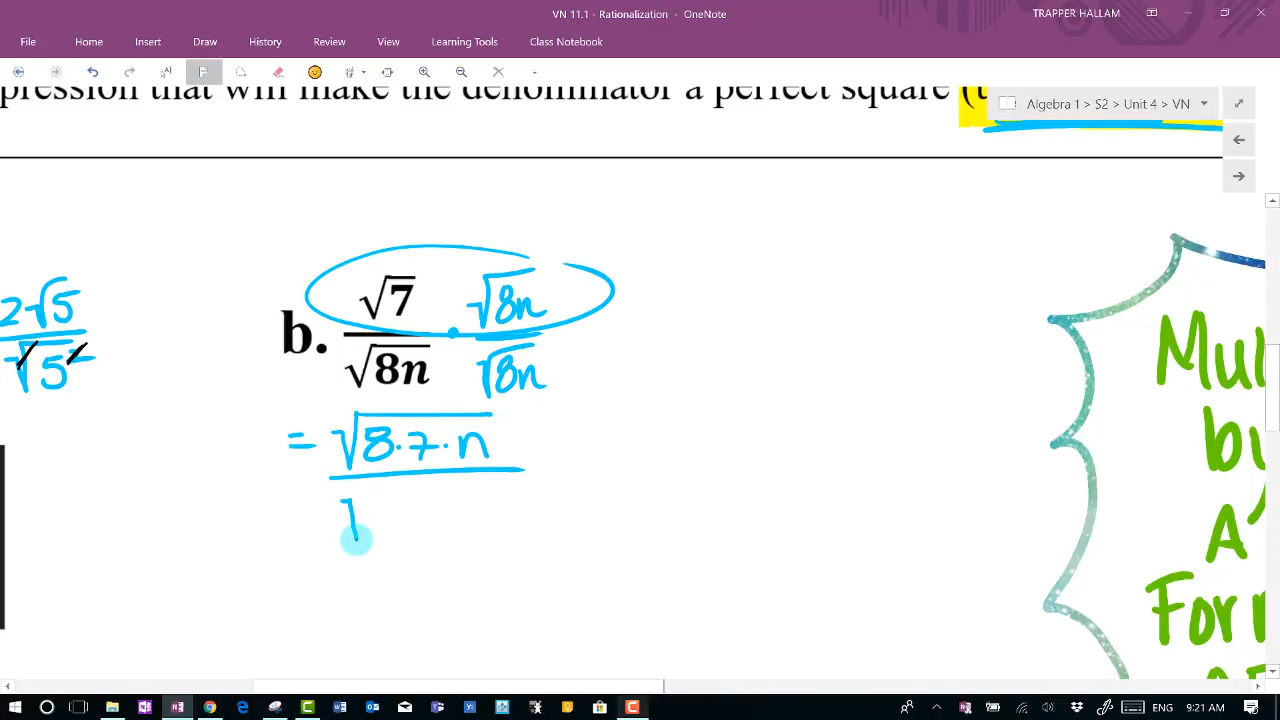 VN 11.1 - Rationalization - OneNote
TRAPPER HALLAM
File Home Insert Draw History Review View Learning Tools Class Notebook
pression that will make the denominator a perfect square (t
Algebra 1 > S2 > Unit 4 > VN
2√5
√5²
b. √7 / √8n · √8n / √8n
= √8·7·n
√
Mul
by
A
For
ENG 9:21 AM